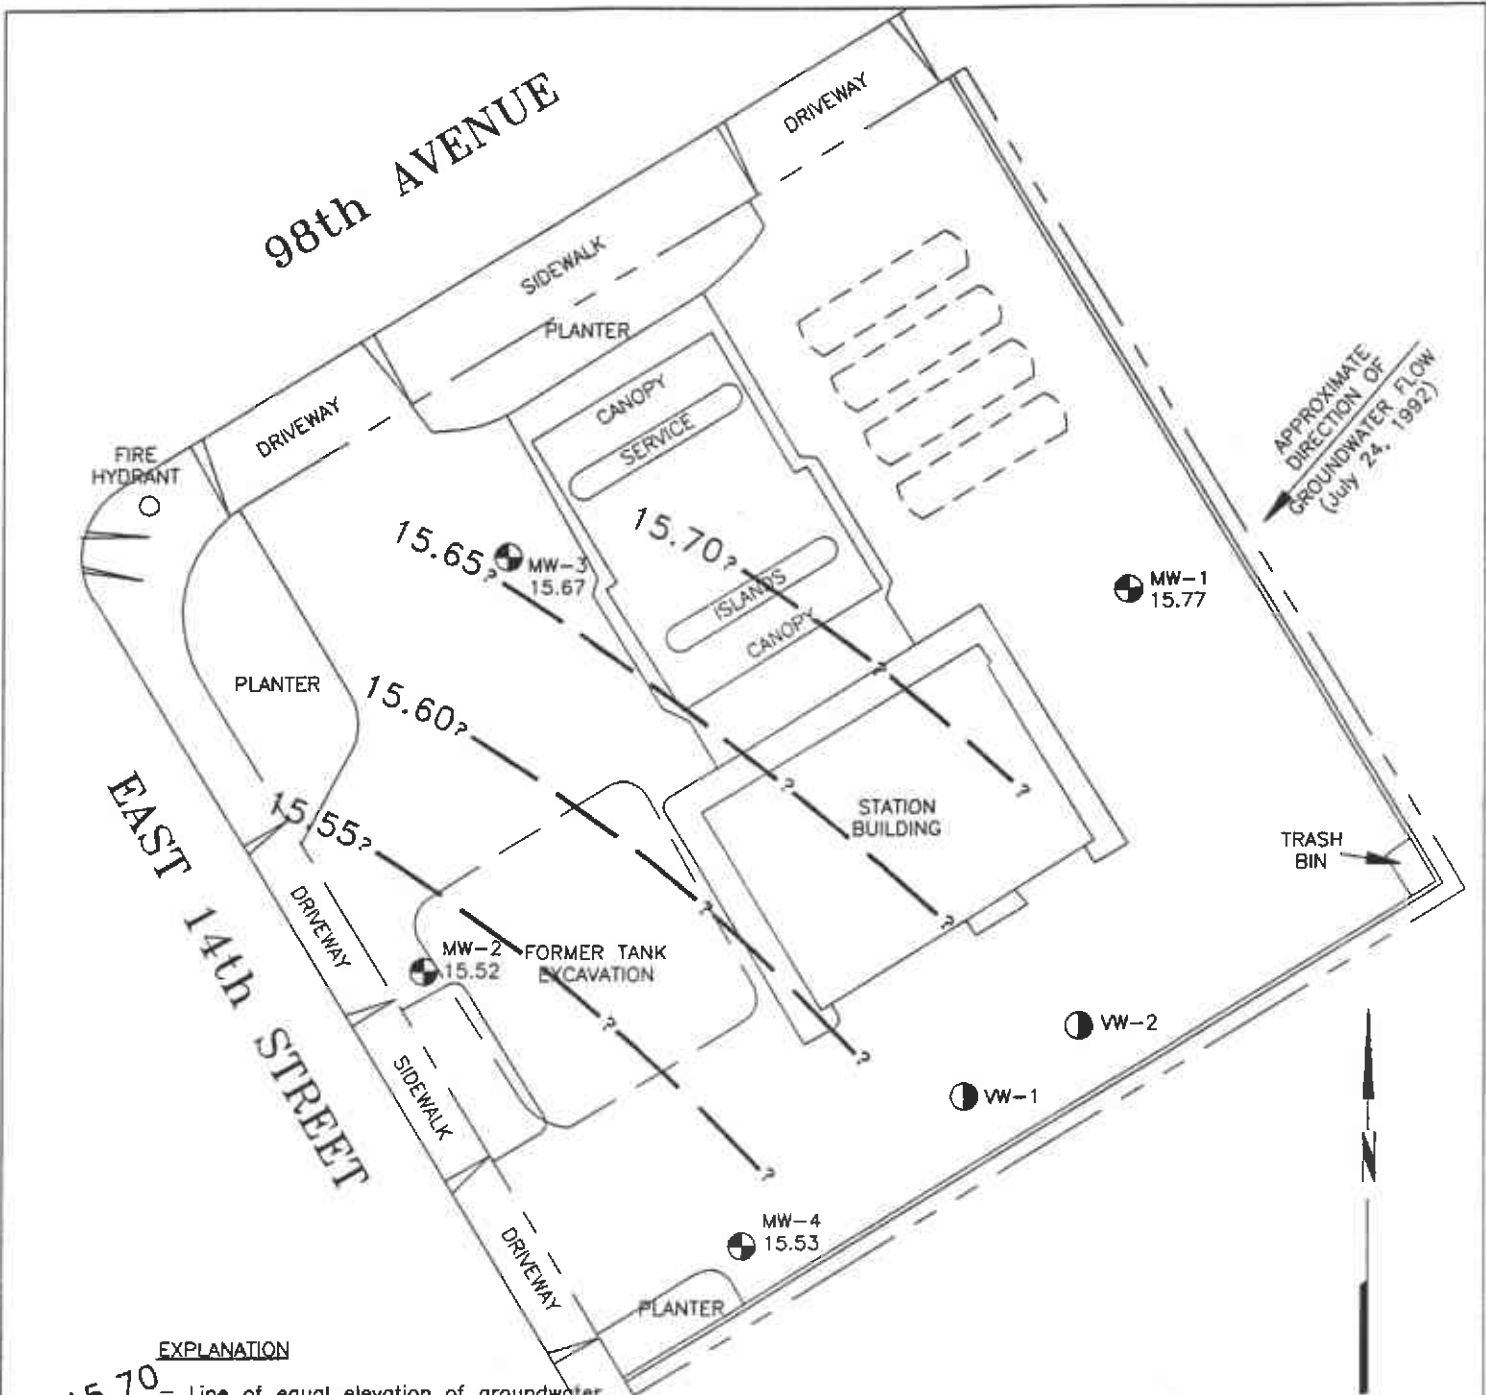 98th AVENUE
DRIVEWAY
SIDEWALK
PLANTER
DRIVEWAY
CANOPY
SERVICE
FIRE
HYDRANT
APPROXIMATE
DIRECTION OF
GROUNDWATER FLOW
(July 24, 1992)
15.65?
MW-3
15.67
15.70?
ISLANDS
CANOPY
?
?
MW-1
15.77
PLANTER
15.60?
?
?
STATION
BUILDING
TRASH
BIN
15.55?
?
?
EAST 14th STREET
DRIVEWAY
MW-2
15.52
FORMER TANK
EXCAVATION
?
?
VW-2
VW-1
SIDEWALK
N
MW-4
15.53
DRIVEWAY
PLANTER
EXPLANATION
15.70 — Line of equal elevation of groundwater